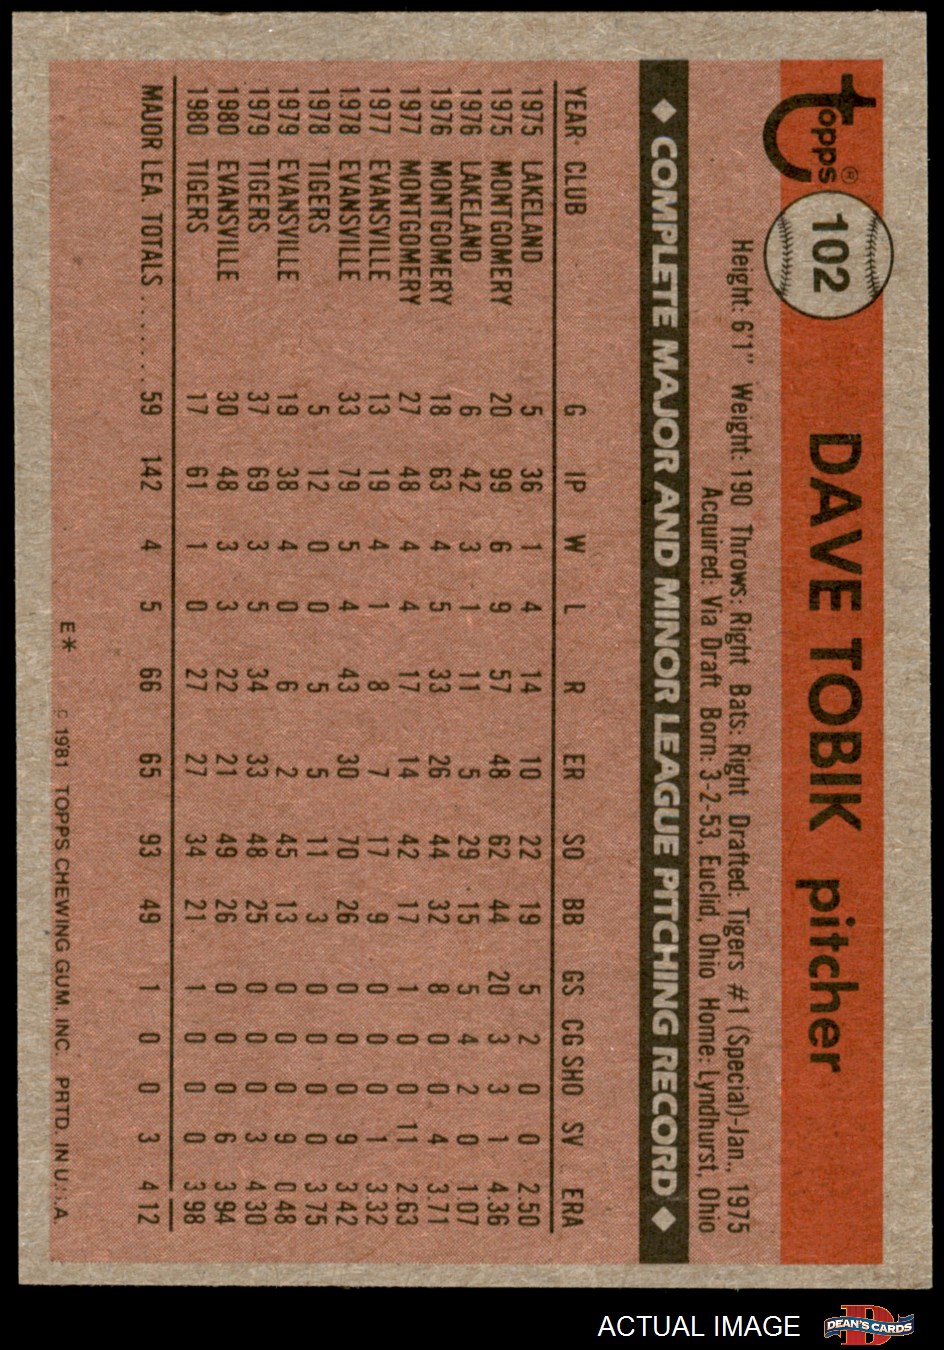 Topps®
102 DAVE TOBIK pitcher
Height: 6'1" Weight: 190 Throws: Right Bats: Right Drafted: Tigers #1 (Special)-Jan., 1975
Acquired: Via Draft Born: 3-2-53, Euclid, Ohio Home: Lyndhurst, Ohio
◆ COMPLETE MAJOR AND MINOR LEAGUE PITCHING RECORD ◆
YEAR CLUB G IP W L R ER SO BB GS CG SHO SV ERA
1975 LAKELAND 5 36 1 4 14 10 22 19 5 2 0 0 2.50
1975 MONTGOMERY 20 99 6 9 57 48 62 44 20 3 3 1 4.36
1976 LAKELAND 6 42 3 1 11 5 29 15 5 4 2 0 1.07
1976 MONTGOMERY 18 63 4 5 33 26 44 32 8 0 0 4 3.71
1977 MONTGOMERY 27 48 4 4 17 14 42 17 1 0 0 11 2.63
1977 EVANSVILLE 13 19 4 1 8 7 17 9 0 0 0 1 3.32
1978 EVANSVILLE 33 79 5 4 43 30 70 26 0 0 0 9 3.42
1978 TIGERS 5 12 0 0 5 5 11 3 0 0 0 0 3.75
1979 EVANSVILLE 19 38 4 0 6 2 45 13 0 0 0 9 0.48
1979 TIGERS 37 69 3 5 34 33 48 25 0 0 0 3 4.30
1980 EVANSVILLE 30 48 3 3 22 21 49 26 0 0 0 6 3.94
1980 TIGERS 17 61 1 0 27 27 34 21 1 0 0 0 3.98
MAJOR LEA. TOTALS ........ 59 142 4 5 66 65 93 49 1 0 0 3 4.12
E* © 1981 TOPPS CHEWING GUM, INC. PRTD. IN U.S.A.
ACTUAL IMAGE DEAN'S CARDS